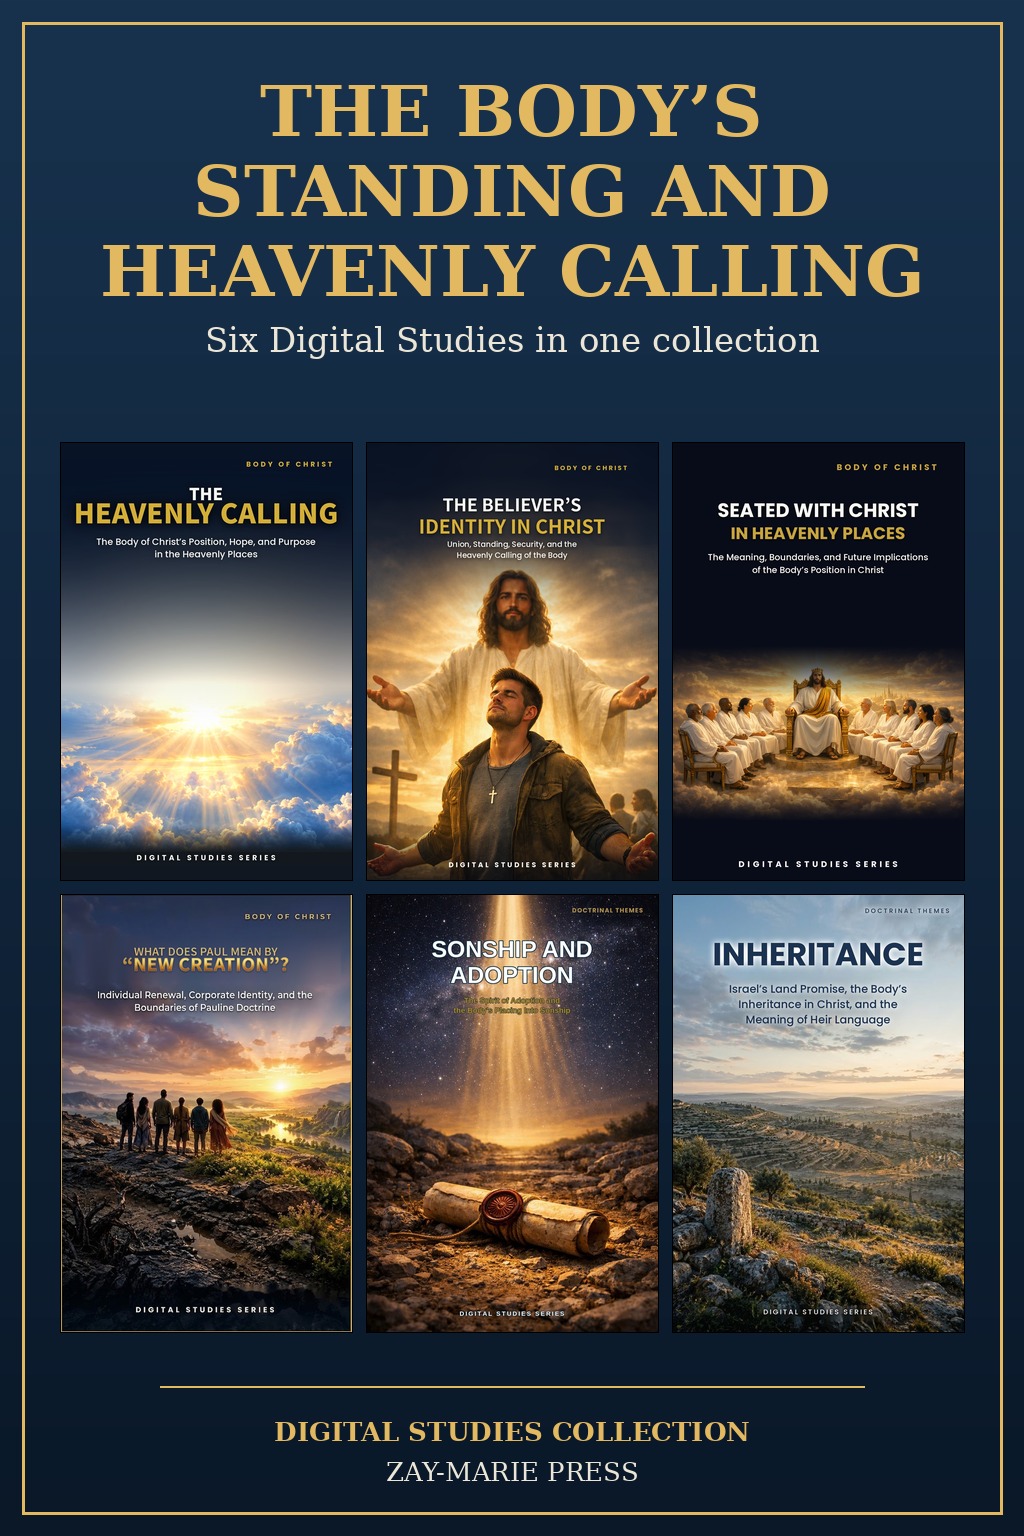 THE BODY’S
STANDING AND
HEAVENLY CALLING
Six Digital Studies in one collection
BODY OF CHRIST
THE
HEAVENLY CALLING
The Body of Christ’s Position, Hope, and Purpose
in the Heavenly Places
DIGITAL STUDIES SERIES
BODY OF CHRIST
THE BELIEVER’S
IDENTITY IN CHRIST
Union, Standing, Security, and the
Heavenly Calling of the Body
DIGITAL STUDIES SERIES
BODY OF CHRIST
SEATED WITH CHRIST
IN HEAVENLY PLACES
The Meaning, Boundaries, and Future Implications
of the Body’s Position in Christ
DIGITAL STUDIES SERIES
BODY OF CHRIST
WHAT DOES PAUL MEAN BY
“NEW CREATION”?
Individual Renewal, Corporate Identity, and the
Boundaries of Pauline Doctrine
DIGITAL STUDIES SERIES
DOCTRINAL THEMES
SONSHIP AND
ADOPTION
The Spirit of Adoption and
the Body’s Placing Into Sonship
DIGITAL STUDIES SERIES
DOCTRINAL THEMES
INHERITANCE
Israel’s Land Promise, the Body’s
Inheritance in Christ, and the
Meaning of Heir Language
DIGITAL STUDIES SERIES
DIGITAL STUDIES COLLECTION
ZAY-MARIE PRESS